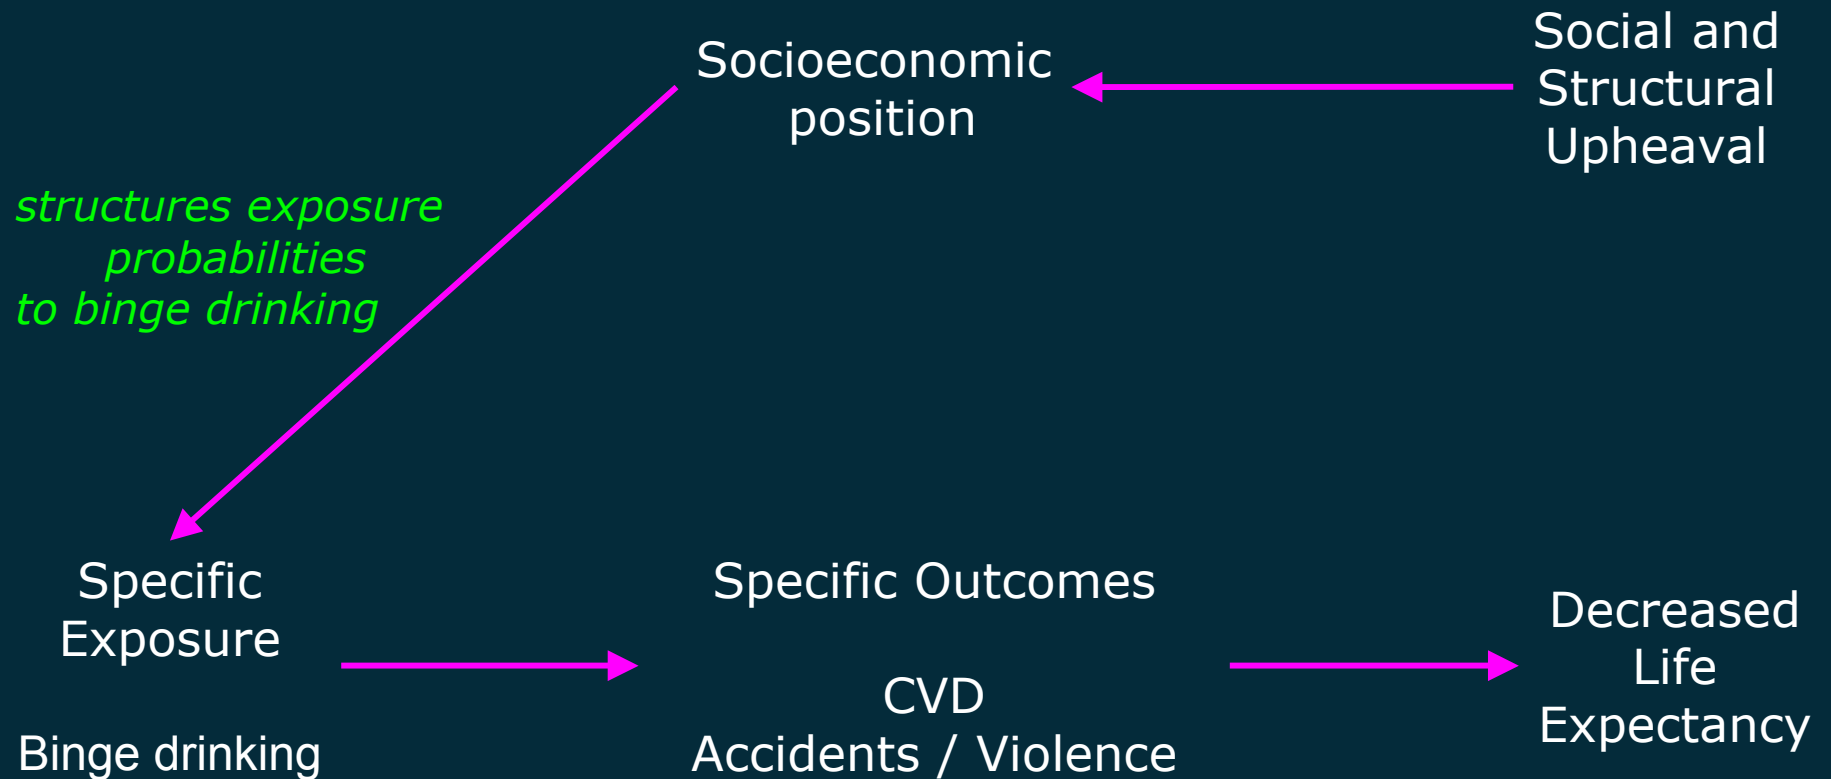 Socioeconomic
position
Social and
Structural
Upheaval
structures exposure
probabilities
to binge drinking
Specific
Exposure
Binge drinking
Specific Outcomes
CVD
Accidents / Violence
Decreased
Life
Expectancy